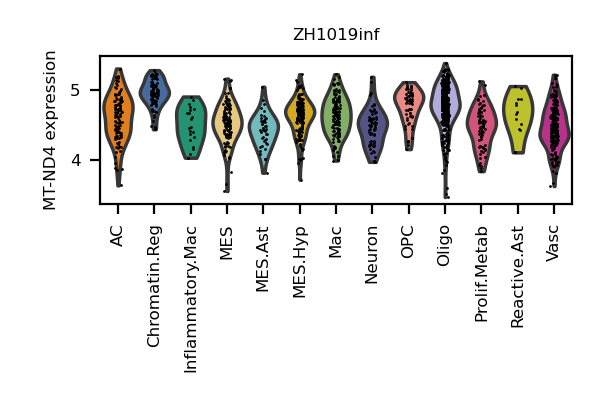 ZH1019inf
MT-ND4 expression
5
4
AC
Chromatin.Reg
Inflammatory.Mac
MES
MES.Ast
MES.Hyp
Mac
Neuron
OPC
Oligo
Prolif.Metab
Reactive.Ast
Vasc